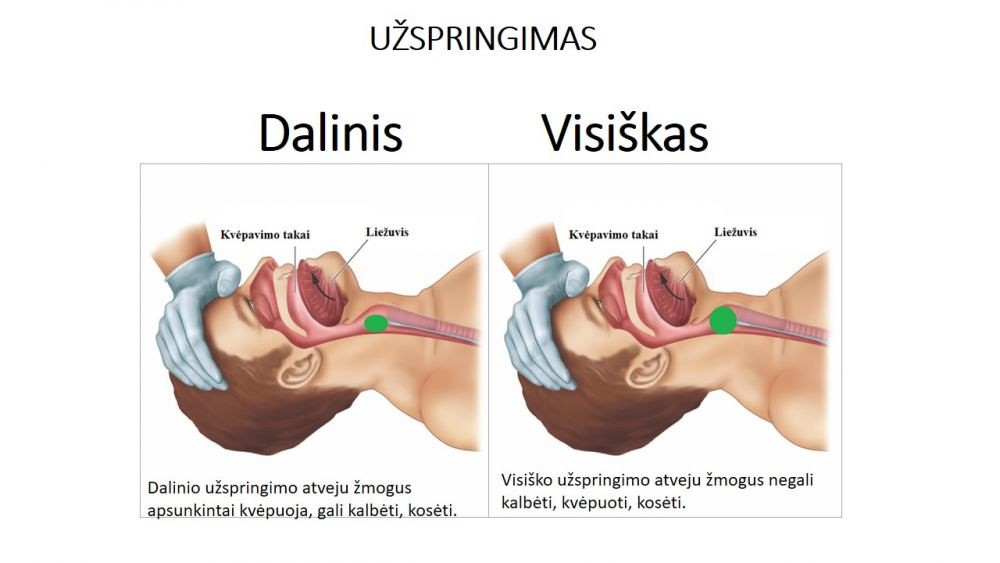 UŽSPRINGIMAS
Dalinis
Visiškas
Kvėpavimo takai
Liežuvis
Kvėpavimo takai
Liežuvis
Dalinio užspringimo atveju žmogus
apsunkintai kvėpuoja, gali kalbėti, kosėti.
Visiško užspringimo atveju žmogus negali
kalbėti, kvėpuoti, kosėti.